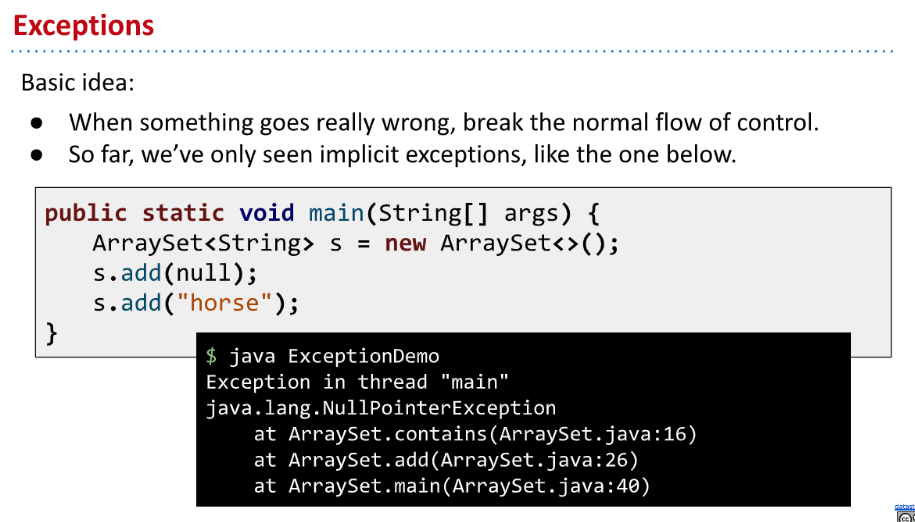 Exceptions
Basic idea:
● When something goes really wrong, break the normal flow of control.
● So far, we’ve only seen implicit exceptions, like the one below.
public static void main(String[] args) {
    ArraySet<String> s = new ArraySet<>();
    s.add(null);
    s.add("horse");
}
$ java ExceptionDemo
Exception in thread "main"
java.lang.NullPointerException
    at ArraySet.contains(ArraySet.java:16)
    at ArraySet.add(ArraySet.java:26)
    at ArraySet.main(ArraySet.java:40)